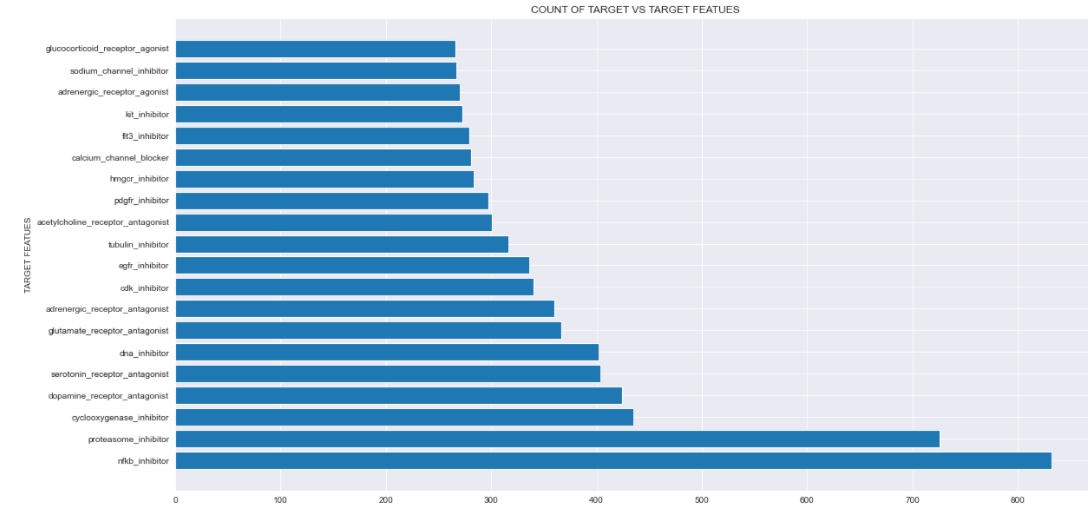 COUNT OF TARGET VS TARGET FEATUES
TARGET FEATUES
glucocorticoid_receptor_agonist
sodium_channel_inhibitor
adrenergic_receptor_agonist
kit_inhibitor
flt3_inhibitor
calcium_channel_blocker
hmgcr_inhibitor
pdgfr_inhibitor
acetylcholine_receptor_antagonist
tubulin_inhibitor
egfr_inhibitor
cdk_inhibitor
adrenergic_receptor_antagonist
glutamate_receptor_antagonist
dna_inhibitor
serotonin_receptor_antagonist
dopamine_receptor_antagonist
cyclooxygenase_inhibitor
proteasome_inhibitor
nfkb_inhibitor
0 100 200 300 400 500 600 700 800